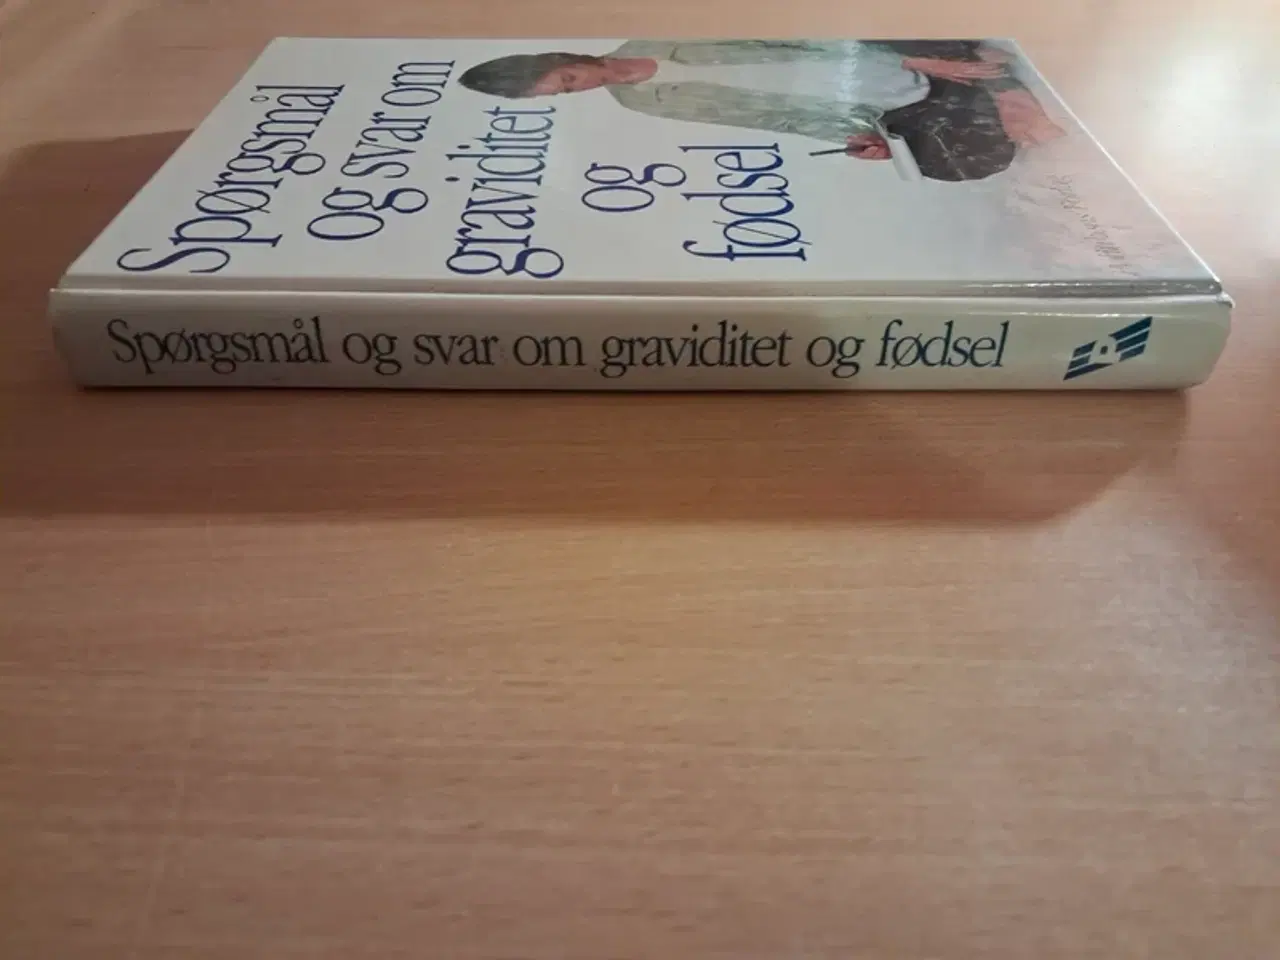 Spørgsmål
og svar om
graviditet
og
fødsel
Spørgsmål og svar om graviditet og fødsel